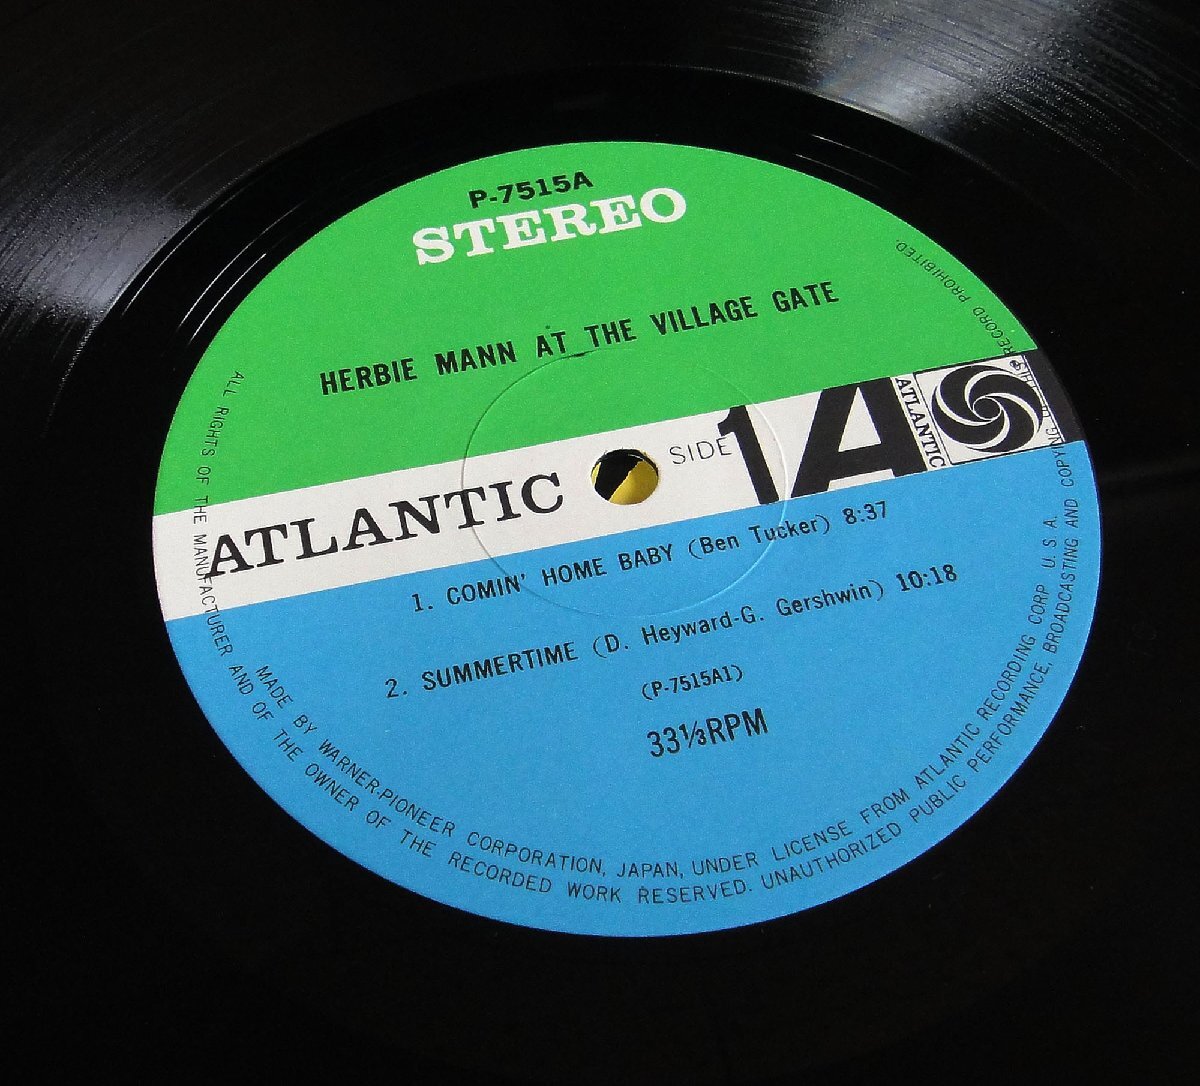 P-7515A
STEREO
HERBIE MANN AT THE VILLAGE GATE
ATLANTIC
SIDE 1A
ATLANTIC
1. COMIN' HOME BABY (Ben Tucker) 8:37
2. SUMMERTIME (D. Heyward-G. Gershwin) 10:18
(P-7515A1)
33⅓RPM
MADE BY WARNER-PIONEER CORPORATION, JAPAN, UNDER LICENSE FROM ATLANTIC RECORDING CORP. U.S.A.
ALL RIGHTS OF THE MANUFACTURER AND OF THE OWNER OF THE RECORDED WORK RESERVED. UNAUTHORIZED PUBLIC PERFORMANCE, BROADCASTING AND COPYING RECORD PROHIBITED.